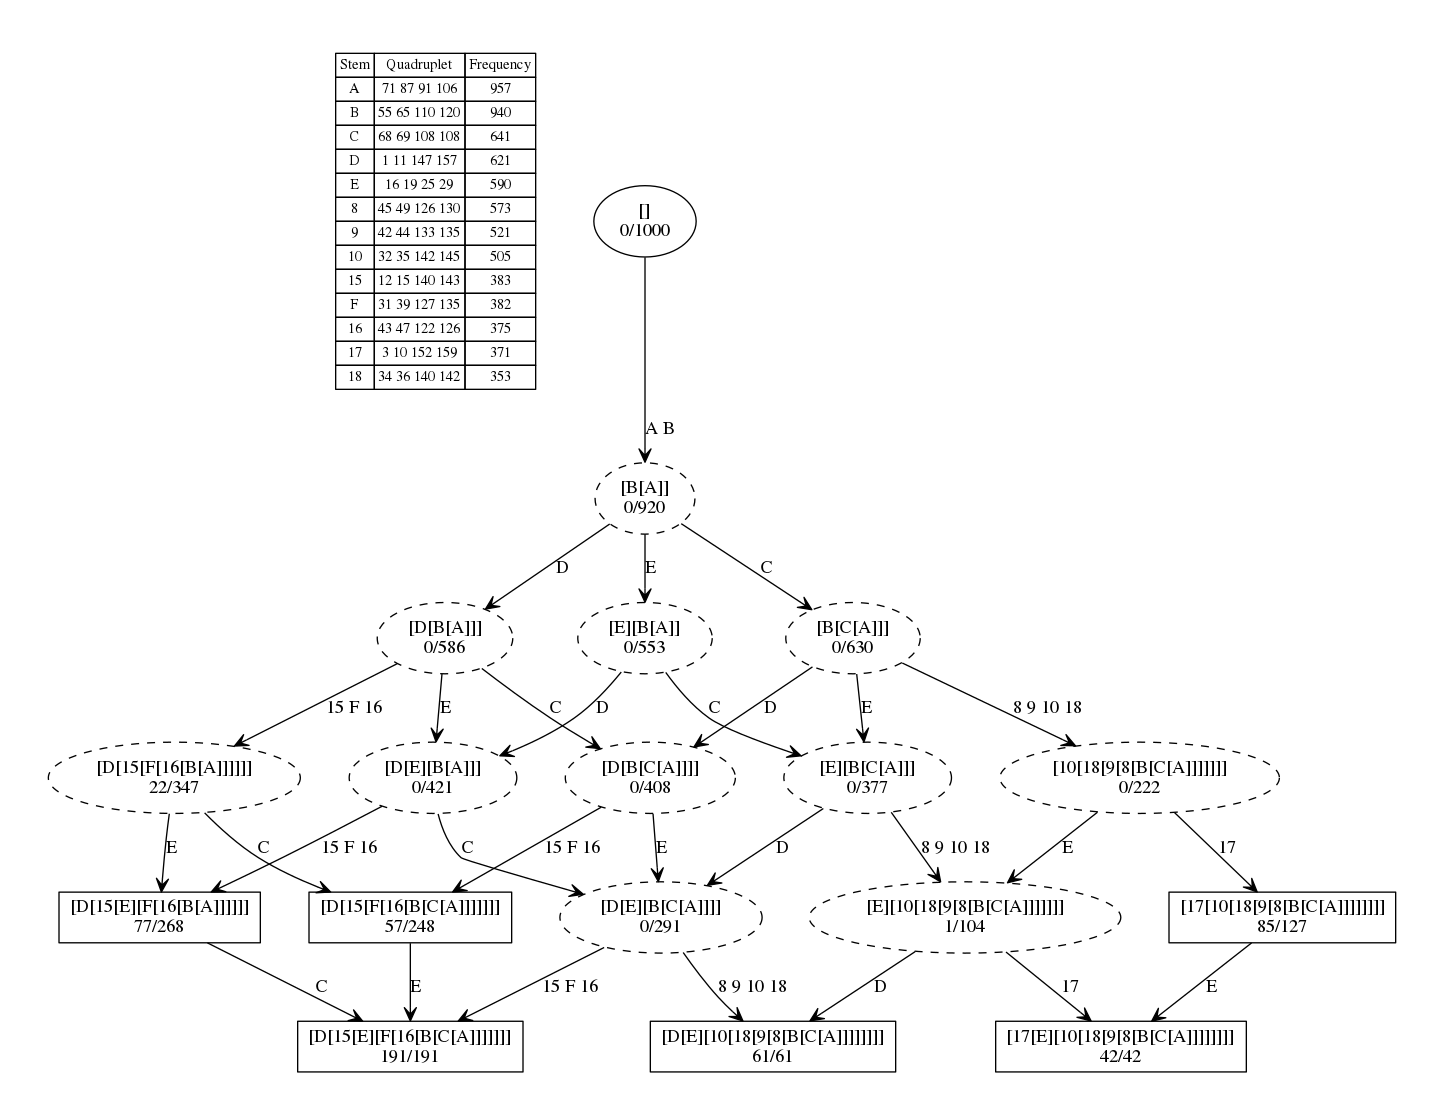 Stem Quadruplet Frequency
A 71 87 91 106 957
B 55 65 110 120 940
C 68 69 108 108 641
D 1 11 147 157 621
E 16 19 25 29 590
8 45 49 126 130 573
9 42 44 133 135 521
10 32 35 142 145 505
15 12 15 140 143 383
F 31 39 127 135 382
16 43 47 122 126 375
17 3 10 152 159 371
18 34 36 140 142 353
[]
0/1000
A B
[B[A]]
0/920
D E C
[D[B[A]]]
0/586
[E][B[A]]
0/553
[B[C[A]]]
0/630
15 F 16 E C D C D E 8 9 10 18
[D[15[F[16[B[A]]]]]]
22/347
[D[E][B[A]]]
0/421
[D[B[C[A]]]]
0/408
[E][B[C[A]]]
0/377
[10[18[9[8[B[C[A]]]]]]]
0/222
E C 15 F 16 C 15 F 16 E D 8 9 10 18 E 17
[D[15[E][F[16[B[A]]]]]]
77/268
[D[15[F[16[B[C[A]]]]]]]
57/248
[D[E][B[C[A]]]]
0/291
[E][10[18[9[8[B[C[A]]]]]]]
1/104
[17[10[18[9[8[B[C[A]]]]]]]]
85/127
C E 15 F 16 8 9 10 18 D 17 E
[D[15[E][F[16[B[C[A]]]]]]]
191/191
[D[E][10[18[9[8[B[C[A]]]]]]]]
61/61
[17[E][10[18[9[8[B[C[A]]]]]]]]
42/42